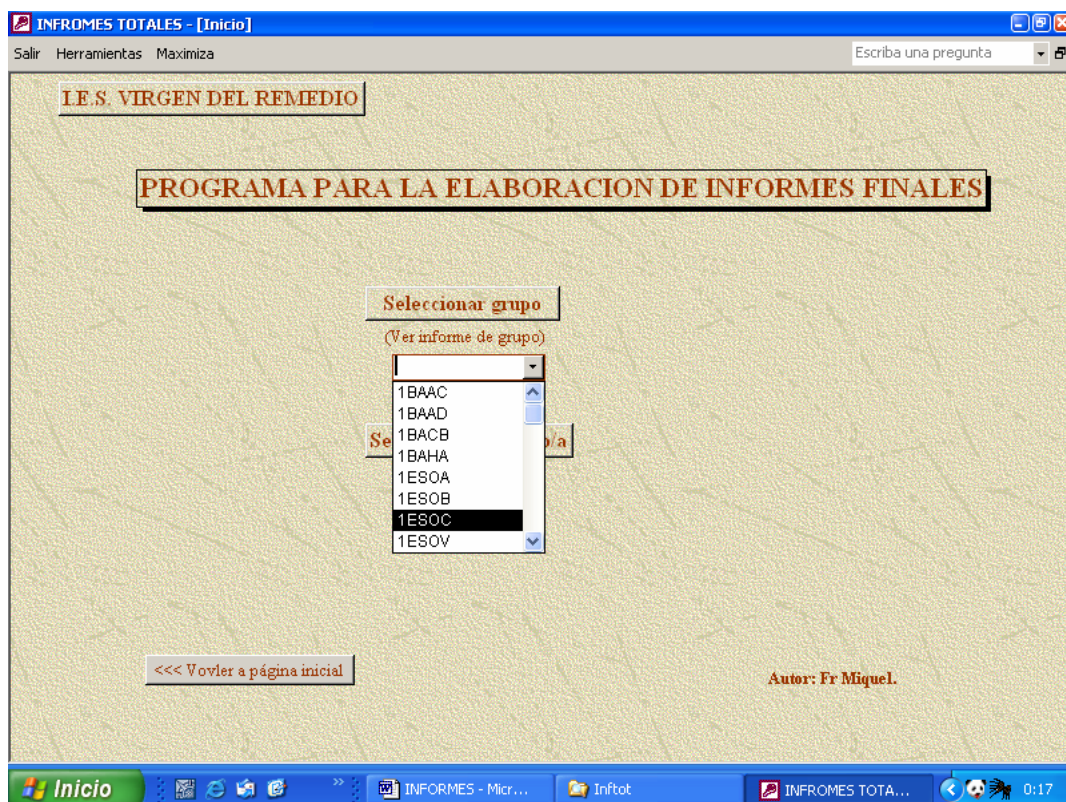 INFROMES TOTALES - [Inicio]
Salir Herramientas Maximiza Escriba una pregunta
I.E.S. VIRGEN DEL REMEDIO
PROGRAMA PARA LA ELABORACION DE INFORMES FINALES
Seleccionar grupo
(Ver informe de grupo)
1BAAC
1BAAD
1BACB
1BAHA
1ESOA
1ESOB
1ESOC
1ESOV
<<< Vovler a página inicial
Autor: Fr Miquel.
Inicio >> INFORMES - Micr... Inftot INFROMES TOTA... 0:17